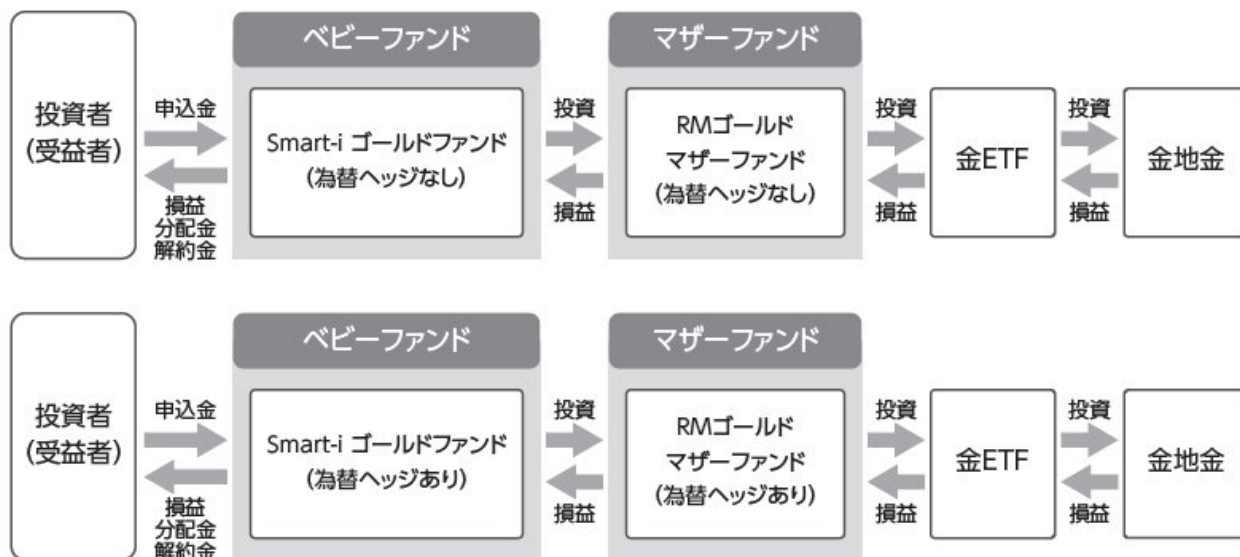 ベビーファンド
マザーファンド
投資者
(受益者)
申込金
損益
分配金
解約金
Smart-i ゴールドファンド
(為替ヘッジなし)
投資
損益
RMゴールド
マザーファンド
(為替ヘッジなし)
投資
損益
金ETF
投資
損益
金地金
ベビーファンド
マザーファンド
投資者
(受益者)
申込金
損益
分配金
解約金
Smart-i ゴールドファンド
(為替ヘッジあり)
投資
損益
RMゴールド
マザーファンド
(為替ヘッジあり)
投資
損益
金ETF
投資
損益
金地金